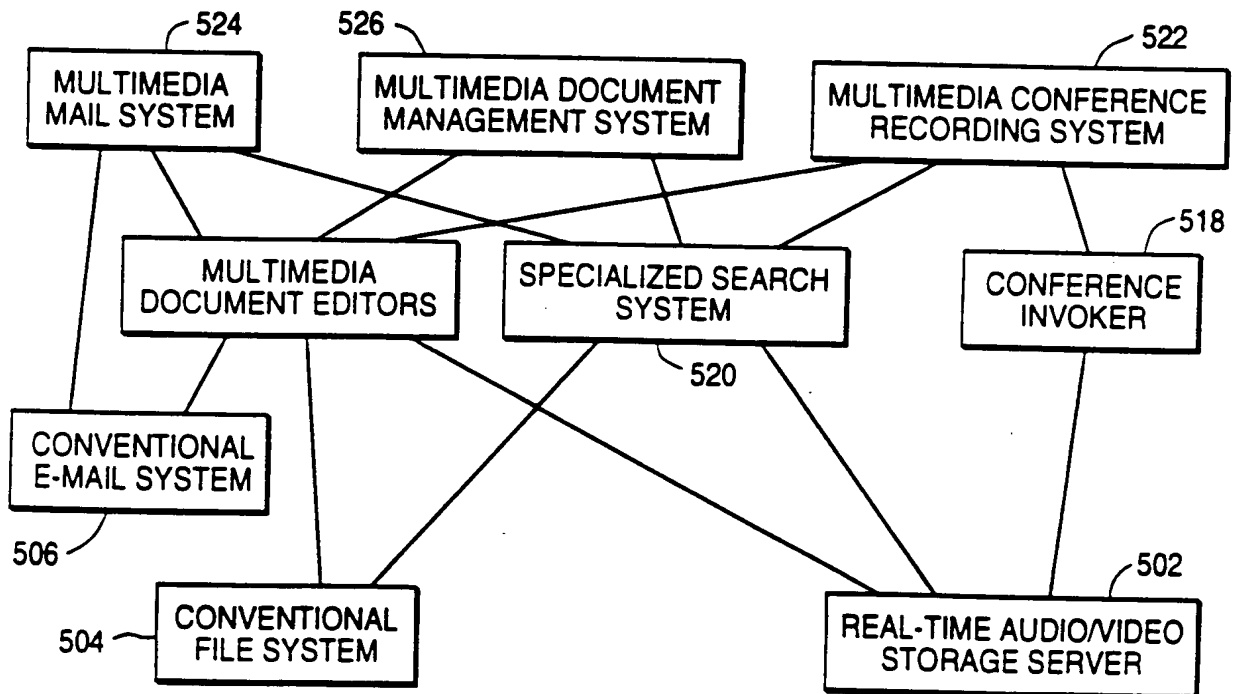 524
526
522
MULTIMEDIA
MAIL SYSTEM
MULTIMEDIA DOCUMENT
MANAGEMENT SYSTEM
MULTIMEDIA CONFERENCE
RECORDING SYSTEM
518
MULTIMEDIA
DOCUMENT EDITORS
SPECIALIZED SEARCH
SYSTEM
CONFERENCE
INVOKER
520
CONVENTIONAL
E-MAIL SYSTEM
506
502
504
CONVENTIONAL
FILE SYSTEM
REAL-TIME AUDIO/VIDEO
STORAGE SERVER